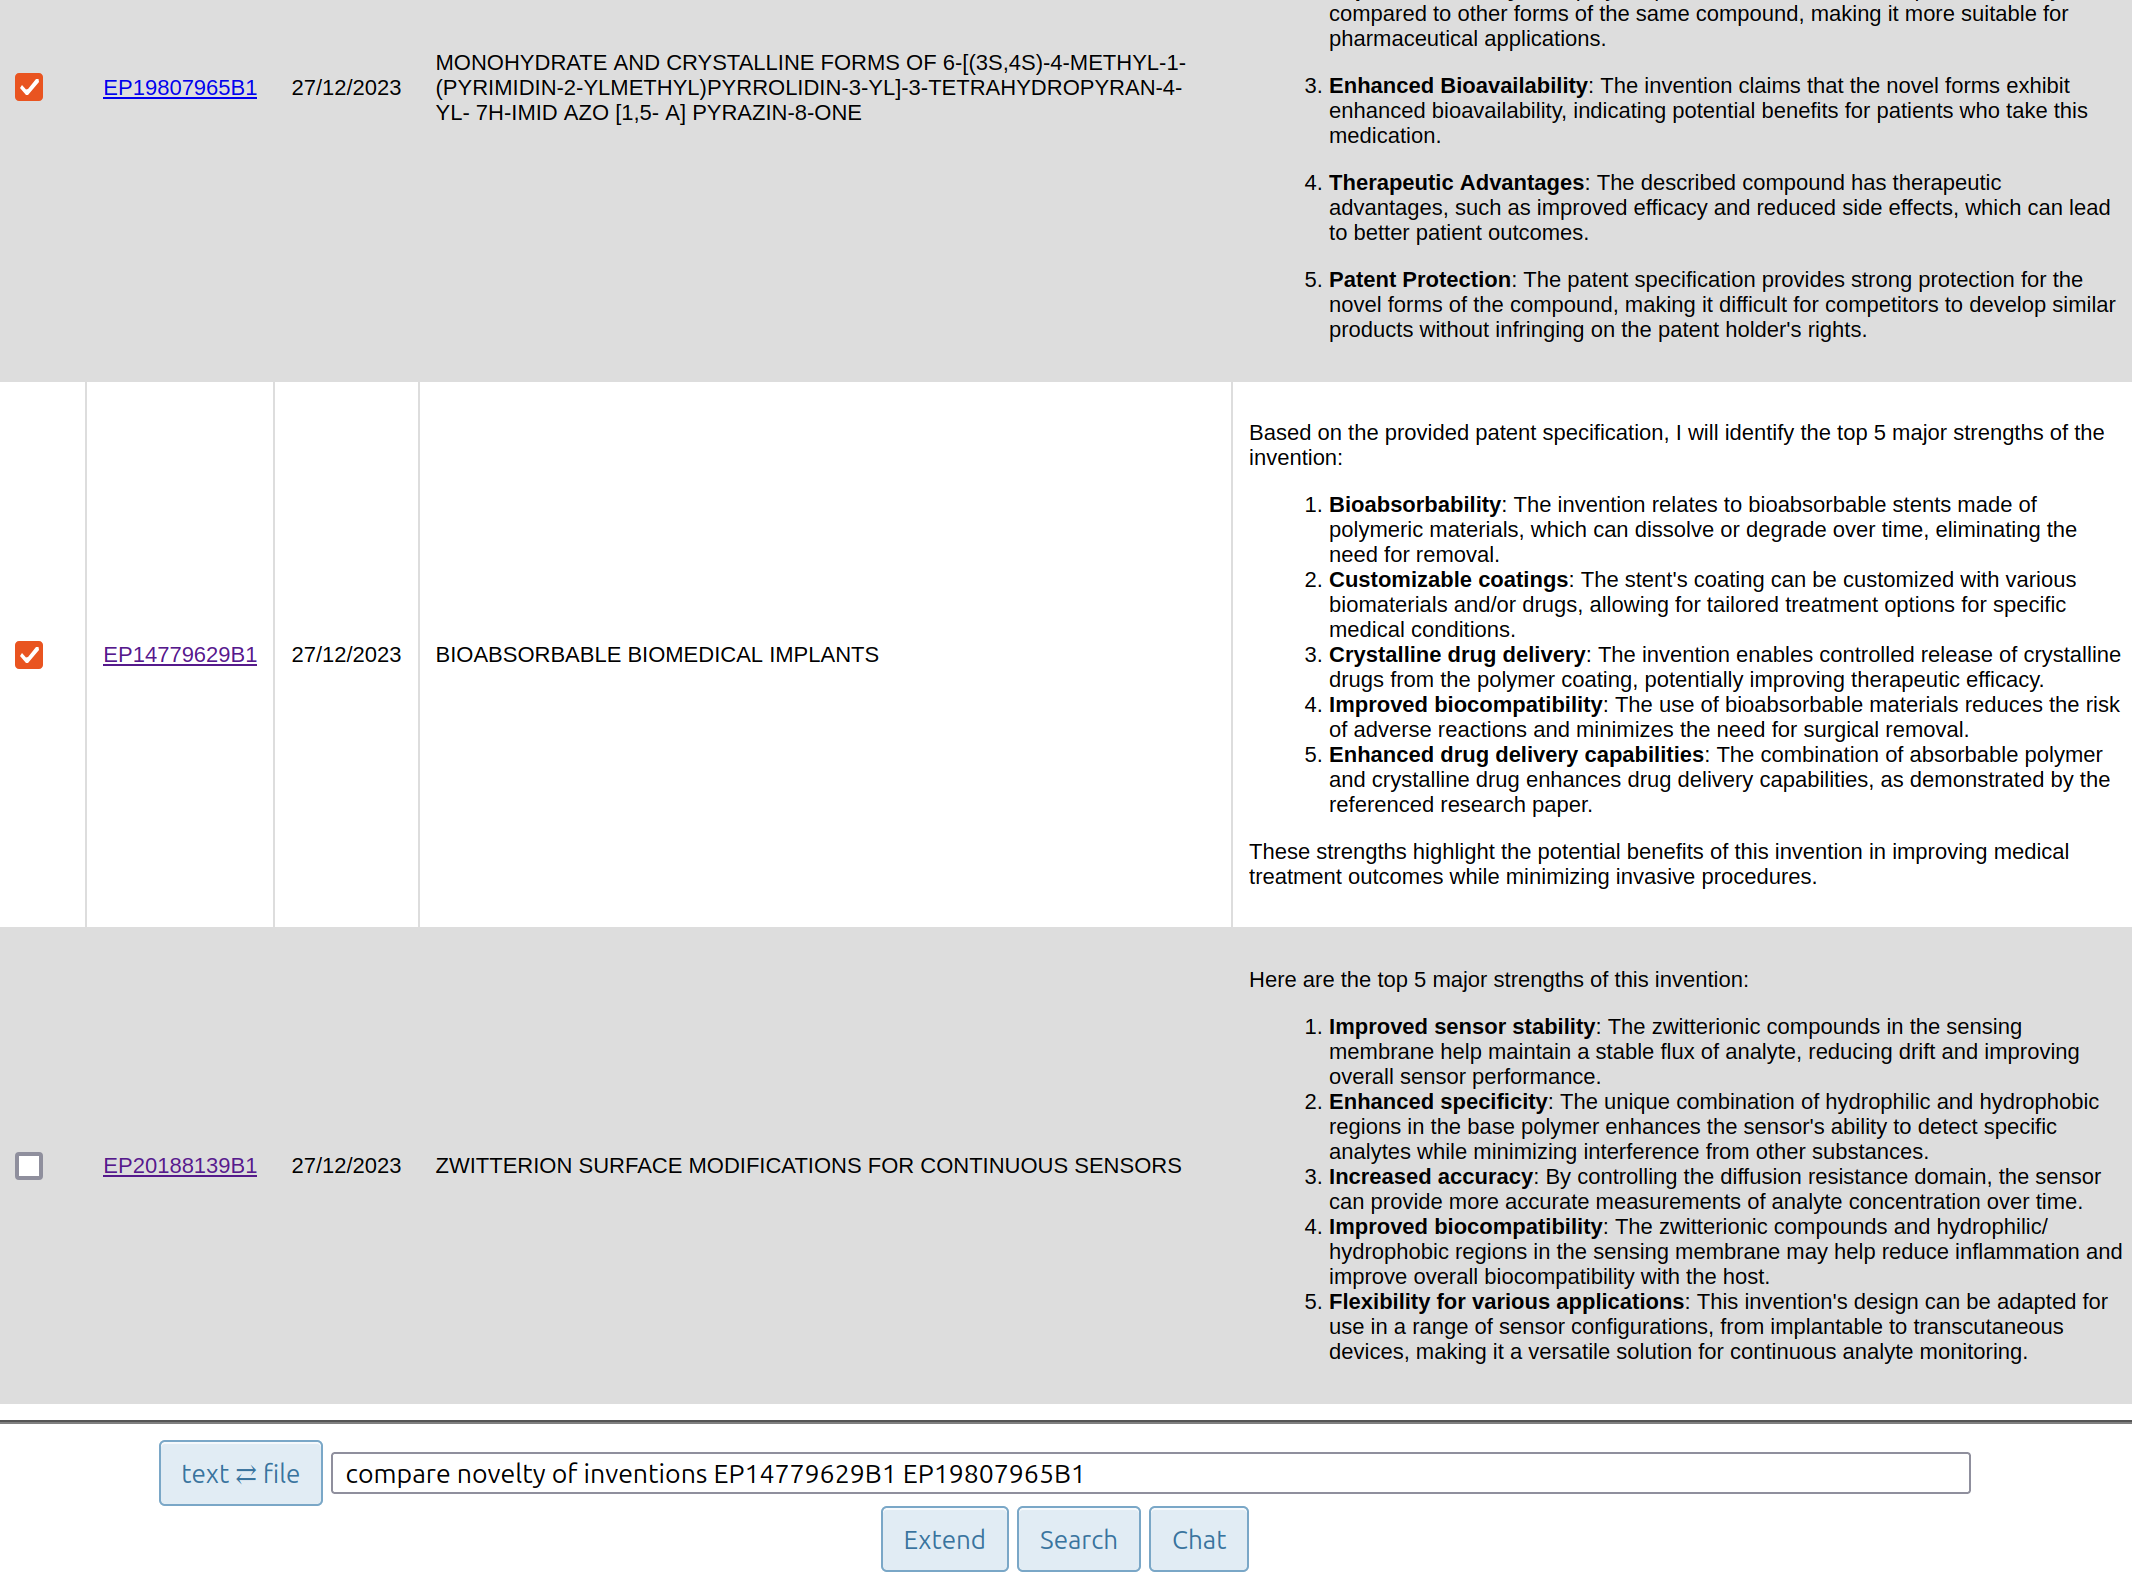 compared to other forms of the same compound, making it more suitable for
pharmaceutical applications.
EP19807965B1
27/12/2023
MONOHYDRATE AND CRYSTALLINE FORMS OF 6-[(3S,4S)-4-METHYL-1-
(PYRIMIDIN-2-YLMETHYL)PYRROLIDIN-3-YL]-3-TETRAHYDROPYRAN-4-
YL- 7H-IMID AZO [1,5- A] PYRAZIN-8-ONE
3. Enhanced Bioavailability: The invention claims that the novel forms exhibit
enhanced bioavailability, indicating potential benefits for patients who take this
medication.
4. Therapeutic Advantages: The described compound has therapeutic
advantages, such as improved efficacy and reduced side effects, which can lead
to better patient outcomes.
5. Patent Protection: The patent specification provides strong protection for the
novel forms of the compound, making it difficult for competitors to develop similar
products without infringing on the patent holder's rights.
EP14779629B1
27/12/2023
BIOABSORBABLE BIOMEDICAL IMPLANTS
Based on the provided patent specification, I will identify the top 5 major strengths of the
invention:
1. Bioabsorbability: The invention relates to bioabsorbable stents made of
polymeric materials, which can dissolve or degrade over time, eliminating the
need for removal.
2. Customizable coatings: The stent's coating can be customized with various
biomaterials and/or drugs, allowing for tailored treatment options for specific
medical conditions.
3. Crystalline drug delivery: The invention enables controlled release of crystalline
drugs from the polymer coating, potentially improving therapeutic efficacy.
4. Improved biocompatibility: The use of bioabsorbable materials reduces the risk
of adverse reactions and minimizes the need for surgical removal.
5. Enhanced drug delivery capabilities: The combination of absorbable polymer
and crystalline drug enhances drug delivery capabilities, as demonstrated by the
referenced research paper.
These strengths highlight the potential benefits of this invention in improving medical
treatment outcomes while minimizing invasive procedures.
EP20188139B1
27/12/2023
ZWITTERION SURFACE MODIFICATIONS FOR CONTINUOUS SENSORS
Here are the top 5 major strengths of this invention:
1. Improved sensor stability: The zwitterionic compounds in the sensing
membrane help maintain a stable flux of analyte, reducing drift and improving
overall sensor performance.
2. Enhanced specificity: The unique combination of hydrophilic and hydrophobic
regions in the base polymer enhances the sensor's ability to detect specific
analytes while minimizing interference from other substances.
3. Increased accuracy: By controlling the diffusion resistance domain, the sensor
can provide more accurate measurements of analyte concentration over time.
4. Improved biocompatibility: The zwitterionic compounds and hydrophilic/
hydrophobic regions in the sensing membrane may help reduce inflammation and
improve overall biocompatibility with the host.
5. Flexibility for various applications: This invention's design can be adapted for
use in a range of sensor configurations, from implantable to transcutaneous
devices, making it a versatile solution for continuous analyte monitoring.
text ⇄ file
compare novelty of inventions EP14779629B1 EP19807965B1
Extend
Search
Chat